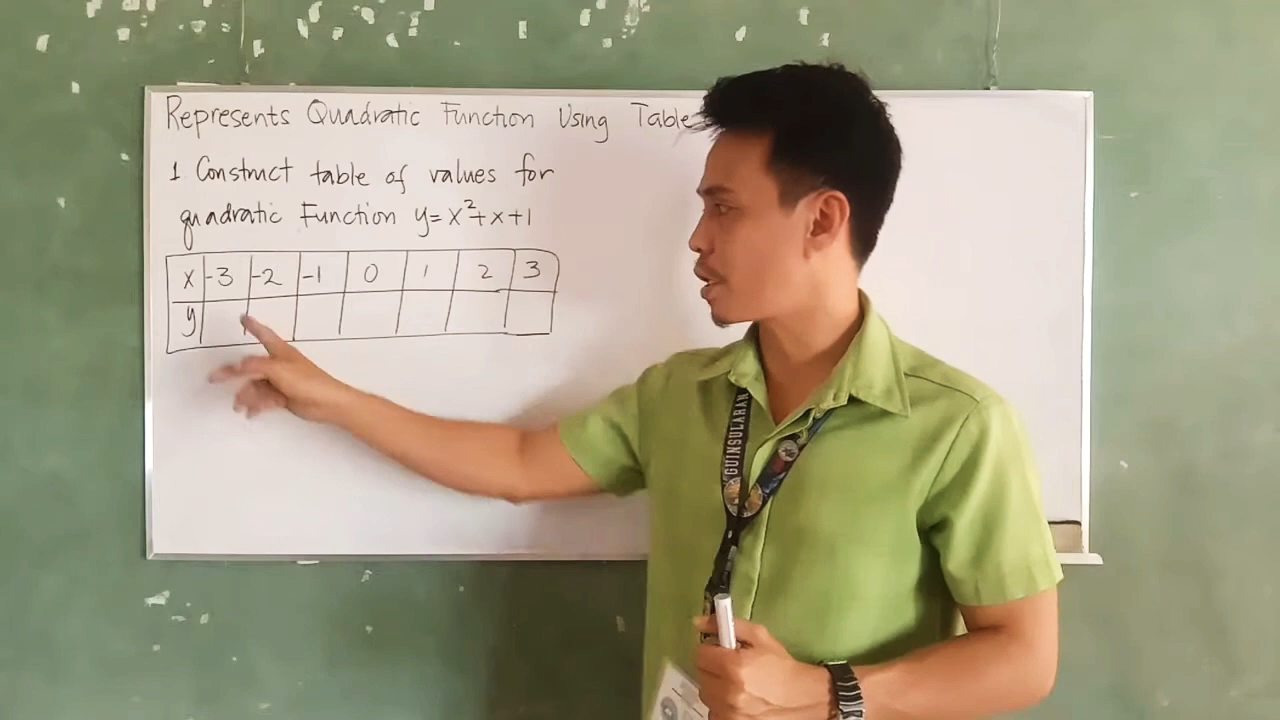 Represents Quadratic Function Using Table
1 Construct table of values for
quadratic Function y=x²+x+1
x -3 -2 -1 0 1 2 3
y
GUINSULARAN